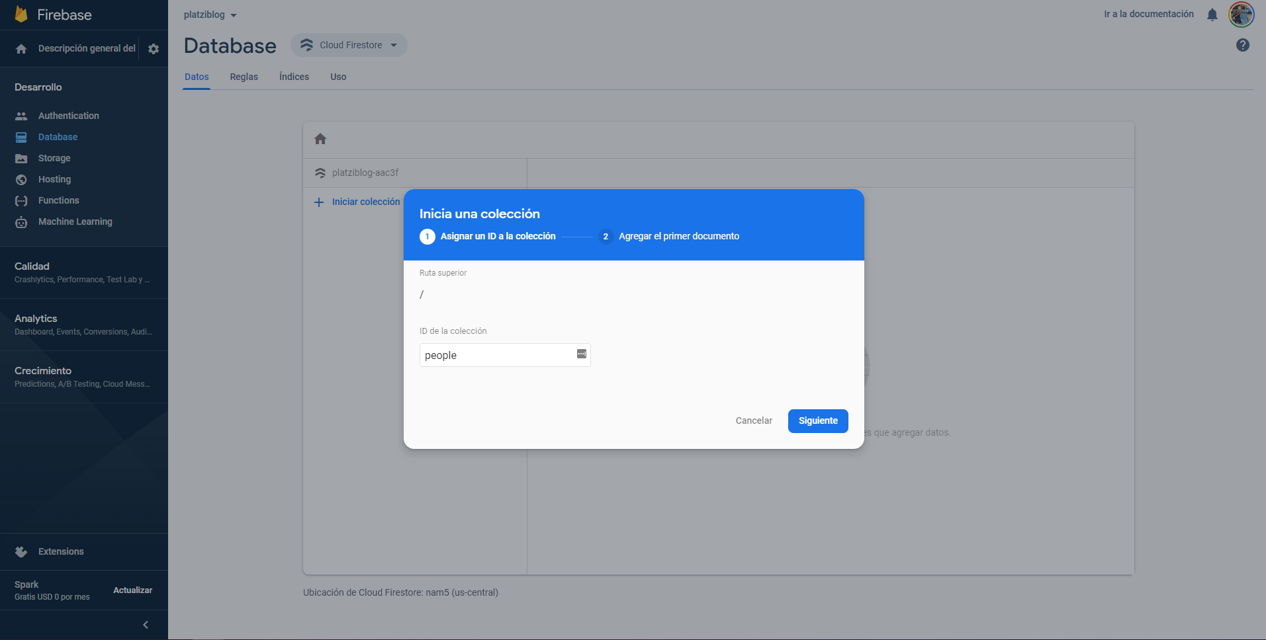 Firebase
platziblog
Ir a la documentación
Descripción general del
Database
Cloud Firestore
Datos
Reglas
Índices
Uso
Desarrollo
Authentication
Database
Storage
Hosting
Functions
Machine Learning
Calidad
Crashlytics, Performance, Test Lab y ...
Analytics
Dashboard, Events, Conversions, Audi...
Crecimiento
Predictions, A/B Testing, Cloud Mess...
Extensions
Spark
Gratis USD 0 por mes
Actualizar
platziblog-aac3f
Iniciar colección
Inicia una colección
1 Asignar un ID a la colección
2 Agregar el primer documento
Ruta superior
/
ID de la colección
people
Cancelar
Siguiente
que agregar datos.
Ubicación de Cloud Firestore: nam5 (us-central)